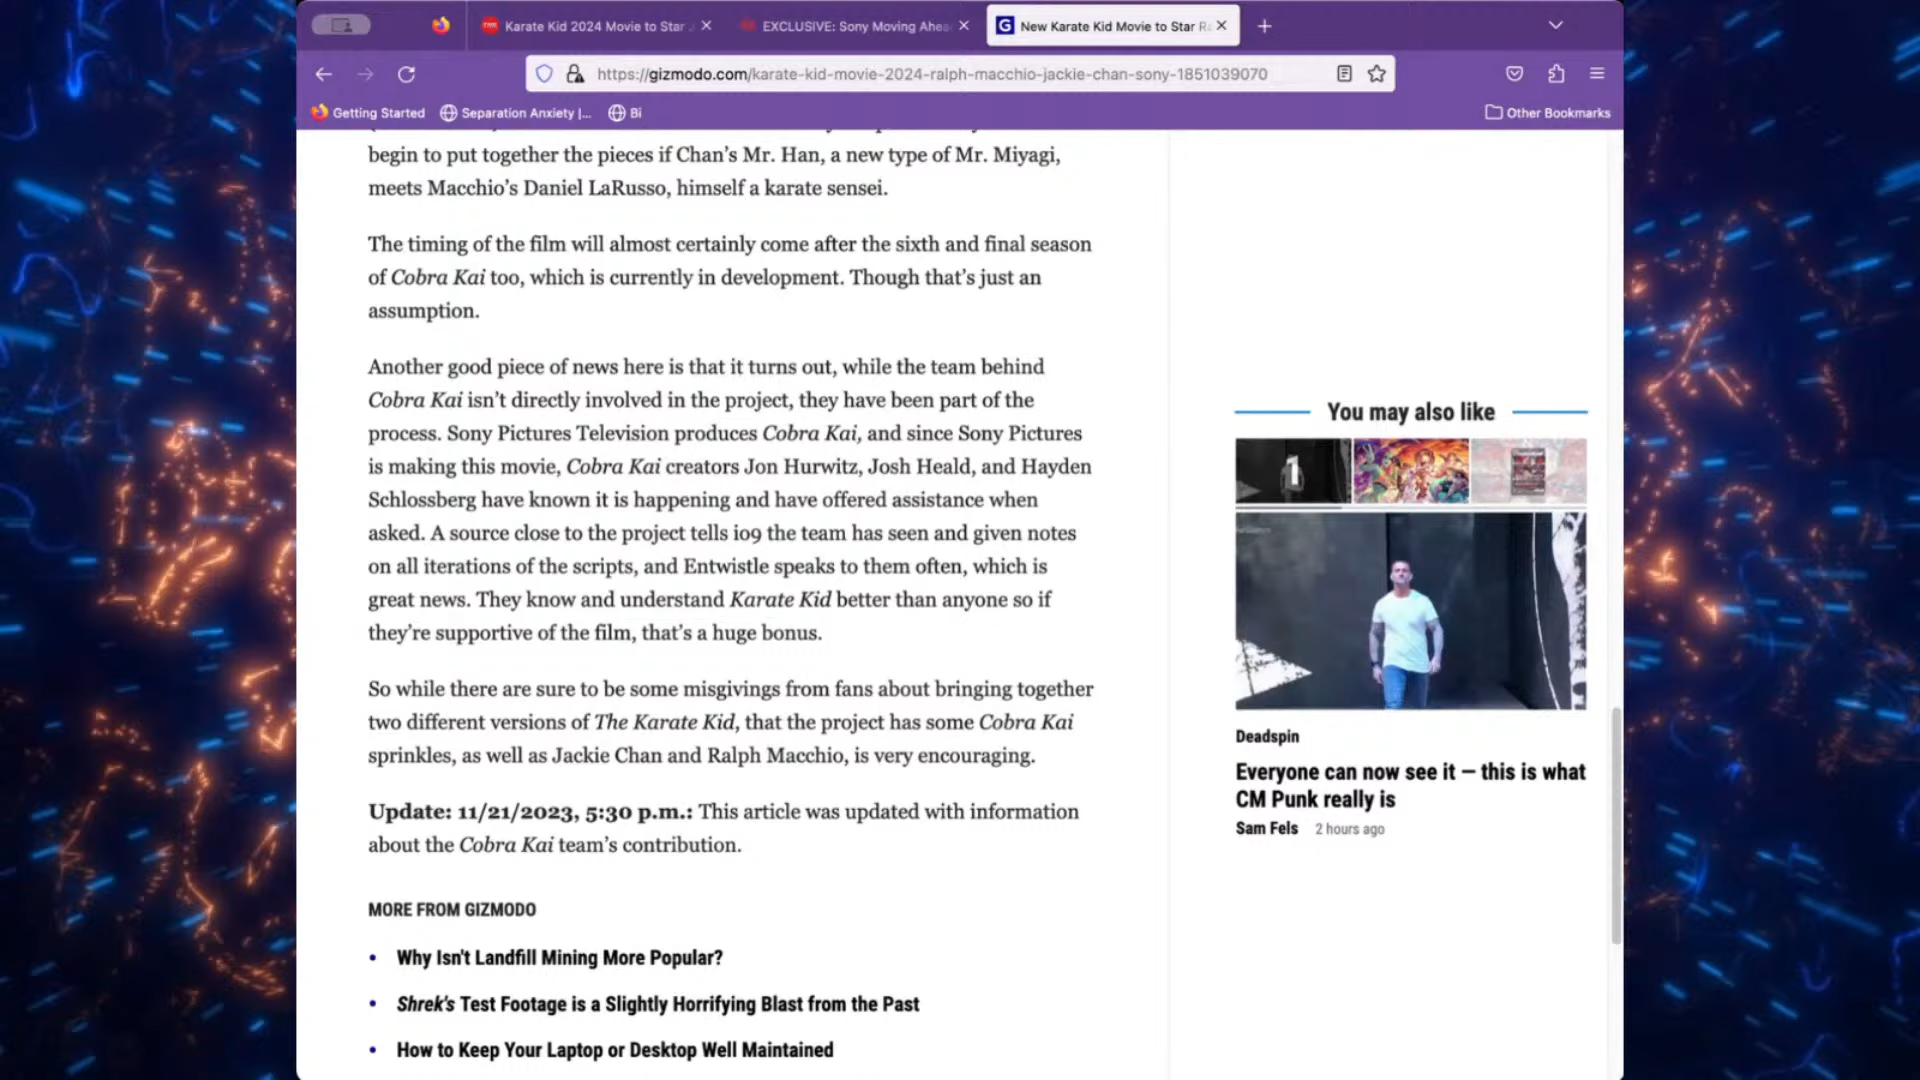 Karate Kid 2024 Movie to Star
EXCLUSIVE: Sony Moving Ahea
New Karate Kid Movie to Star R
https://gizmodo.com/karate-kid-movie-2024-ralph-macchio-jackie-chan-sony-1851039070
Getting Started
Separation Anxiety |...
Bi
Other Bookmarks
begin to put together the pieces if Chan’s Mr. Han, a new type of Mr. Miyagi,
meets Macchio’s Daniel LaRusso, himself a karate sensei.
The timing of the film will almost certainly come after the sixth and final season
of Cobra Kai too, which is currently in development. Though that’s just an
assumption.
Another good piece of news here is that it turns out, while the team behind
Cobra Kai isn’t directly involved in the project, they have been part of the
process. Sony Pictures Television produces Cobra Kai, and since Sony Pictures
is making this movie, Cobra Kai creators Jon Hurwitz, Josh Heald, and Hayden
Schlossberg have known it is happening and have offered assistance when
asked. A source close to the project tells io9 the team has seen and given notes
on all iterations of the scripts, and Entwistle speaks to them often, which is
great news. They know and understand Karate Kid better than anyone so if
they’re supportive of the film, that’s a huge bonus.
So while there are sure to be some misgivings from fans about bringing together
two different versions of The Karate Kid, that the project has some Cobra Kai
sprinkles, as well as Jackie Chan and Ralph Macchio, is very encouraging.
Update: 11/21/2023, 5:30 p.m.: This article was updated with information
about the Cobra Kai team’s contribution.
MORE FROM GIZMODO
• Why Isn't Landfill Mining More Popular?
• Shrek's Test Footage is a Slightly Horrifying Blast from the Past
• How to Keep Your Laptop or Desktop Well Maintained
You may also like
1
Deadspin
Everyone can now see it — this is what
CM Punk really is
Sam Fels 2 hours ago